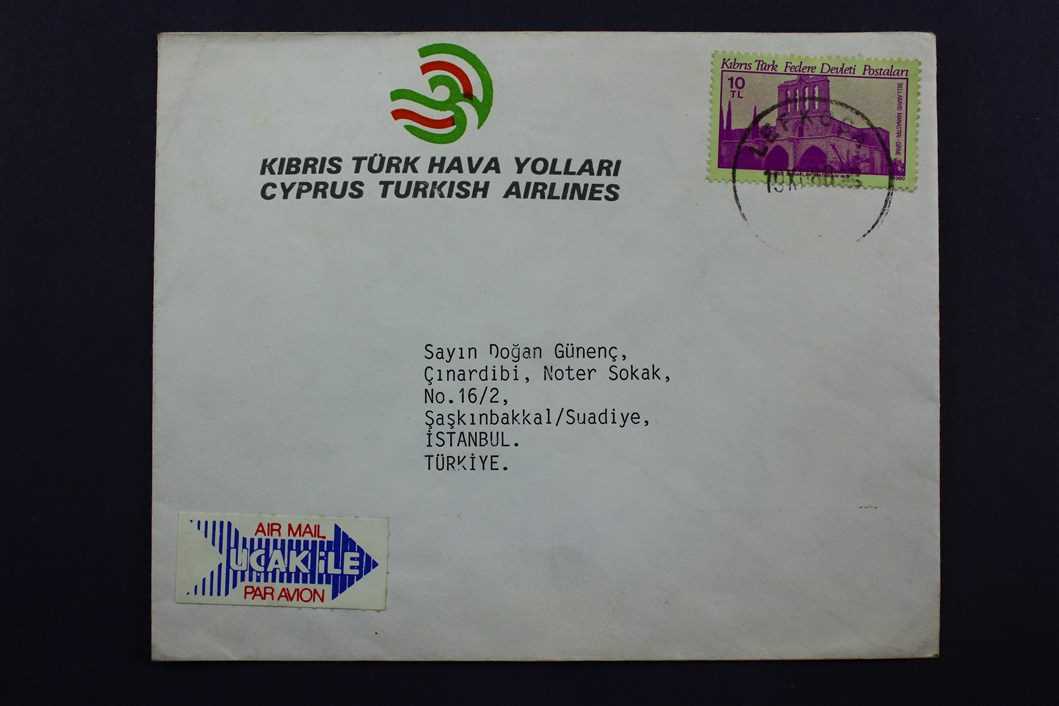 KIBRIS TÜRK HAVA YOLLARI
CYPRUS TURKISH AIRLINES
Kıbrıs Türk Federe Devleti Postaları
10
TL
LEFKOŞA
Sayın Doğan Günenç,
Çınardibi, Noter Sokak,
No.16/2,
Şaşkınbakkal/Suadiye,
İSTANBUL.
TÜRKİYE.
AIR MAIL
UÇAK İLE
PAR AVION